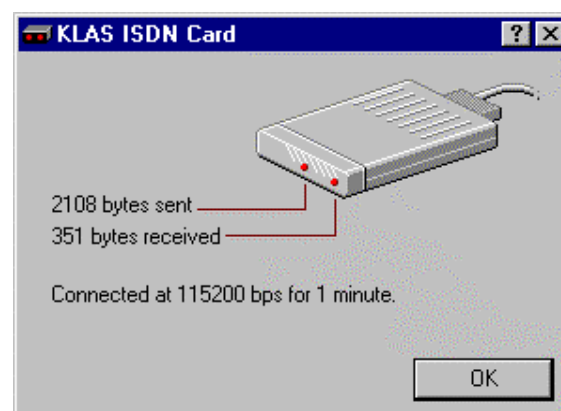 KLAS ISDN Card
2108 bytes sent
351 bytes received
Connected at 115200 bps for 1 minute.
OK